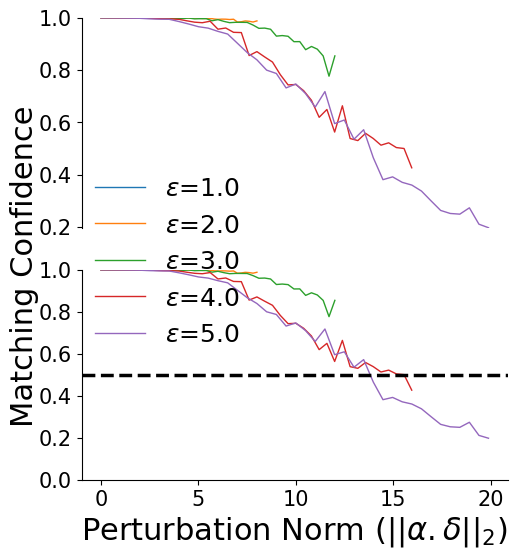 1.0
0.8
0.6
0.4
0.2
Matching Confidence
ε=1.0
ε=2.0
ε=3.0
ε=4.0
ε=5.0
1.0
0.8
0.6
0.4
0.2
0.0
0 5 10 15 20
Perturbation Norm (||α.δ||₂)